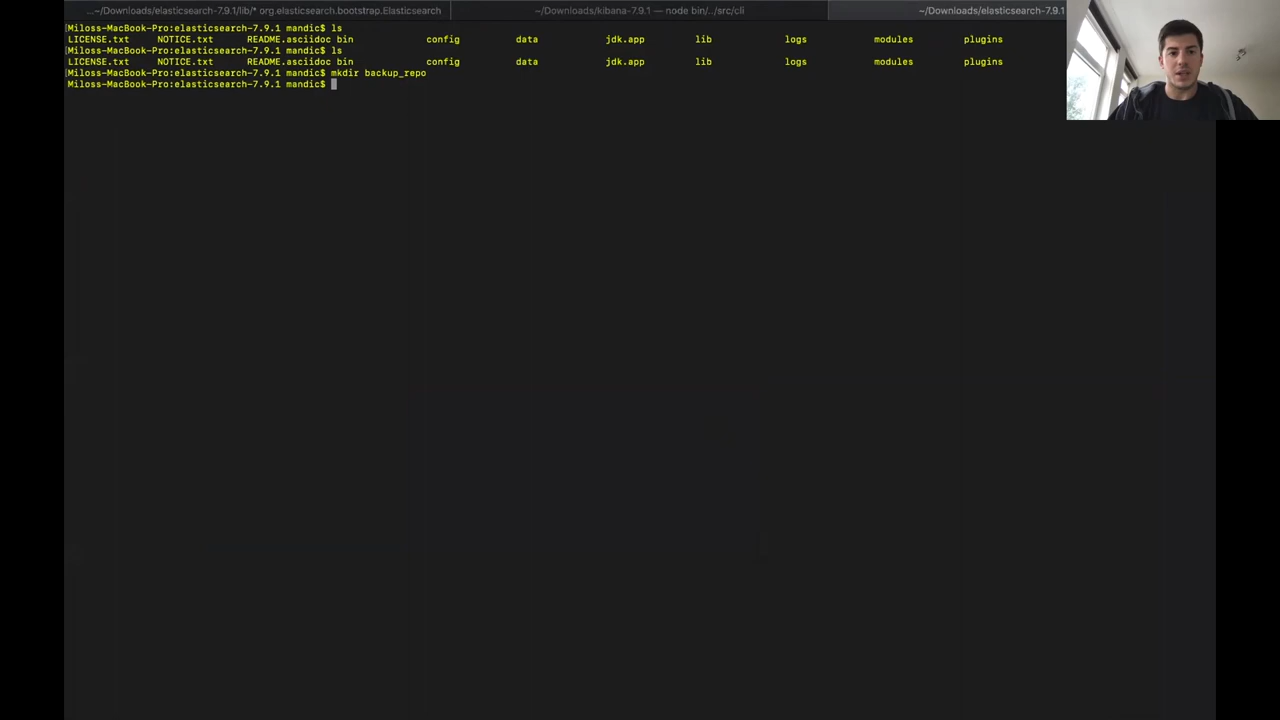 ...~/Downloads/elasticsearch-7.9.1/lib/* org.elasticsearch.bootstrap.Elasticsearch
~/Downloads/kibana-7.9.1 — node bin/../src/cli
~/Downloads/elasticsearch-7.9.1
[Miloss-MacBook-Pro:elasticsearch-7.9.1 mandic$ ls
LICENSE.txt NOTICE.txt README.asciidoc bin config data jdk.app lib logs modules plugins
[Miloss-MacBook-Pro:elasticsearch-7.9.1 mandic$ ls
LICENSE.txt NOTICE.txt README.asciidoc bin config data jdk.app lib logs modules plugins
[Miloss-MacBook-Pro:elasticsearch-7.9.1 mandic$ mkdir backup_repo
Miloss-MacBook-Pro:elasticsearch-7.9.1 mandic$